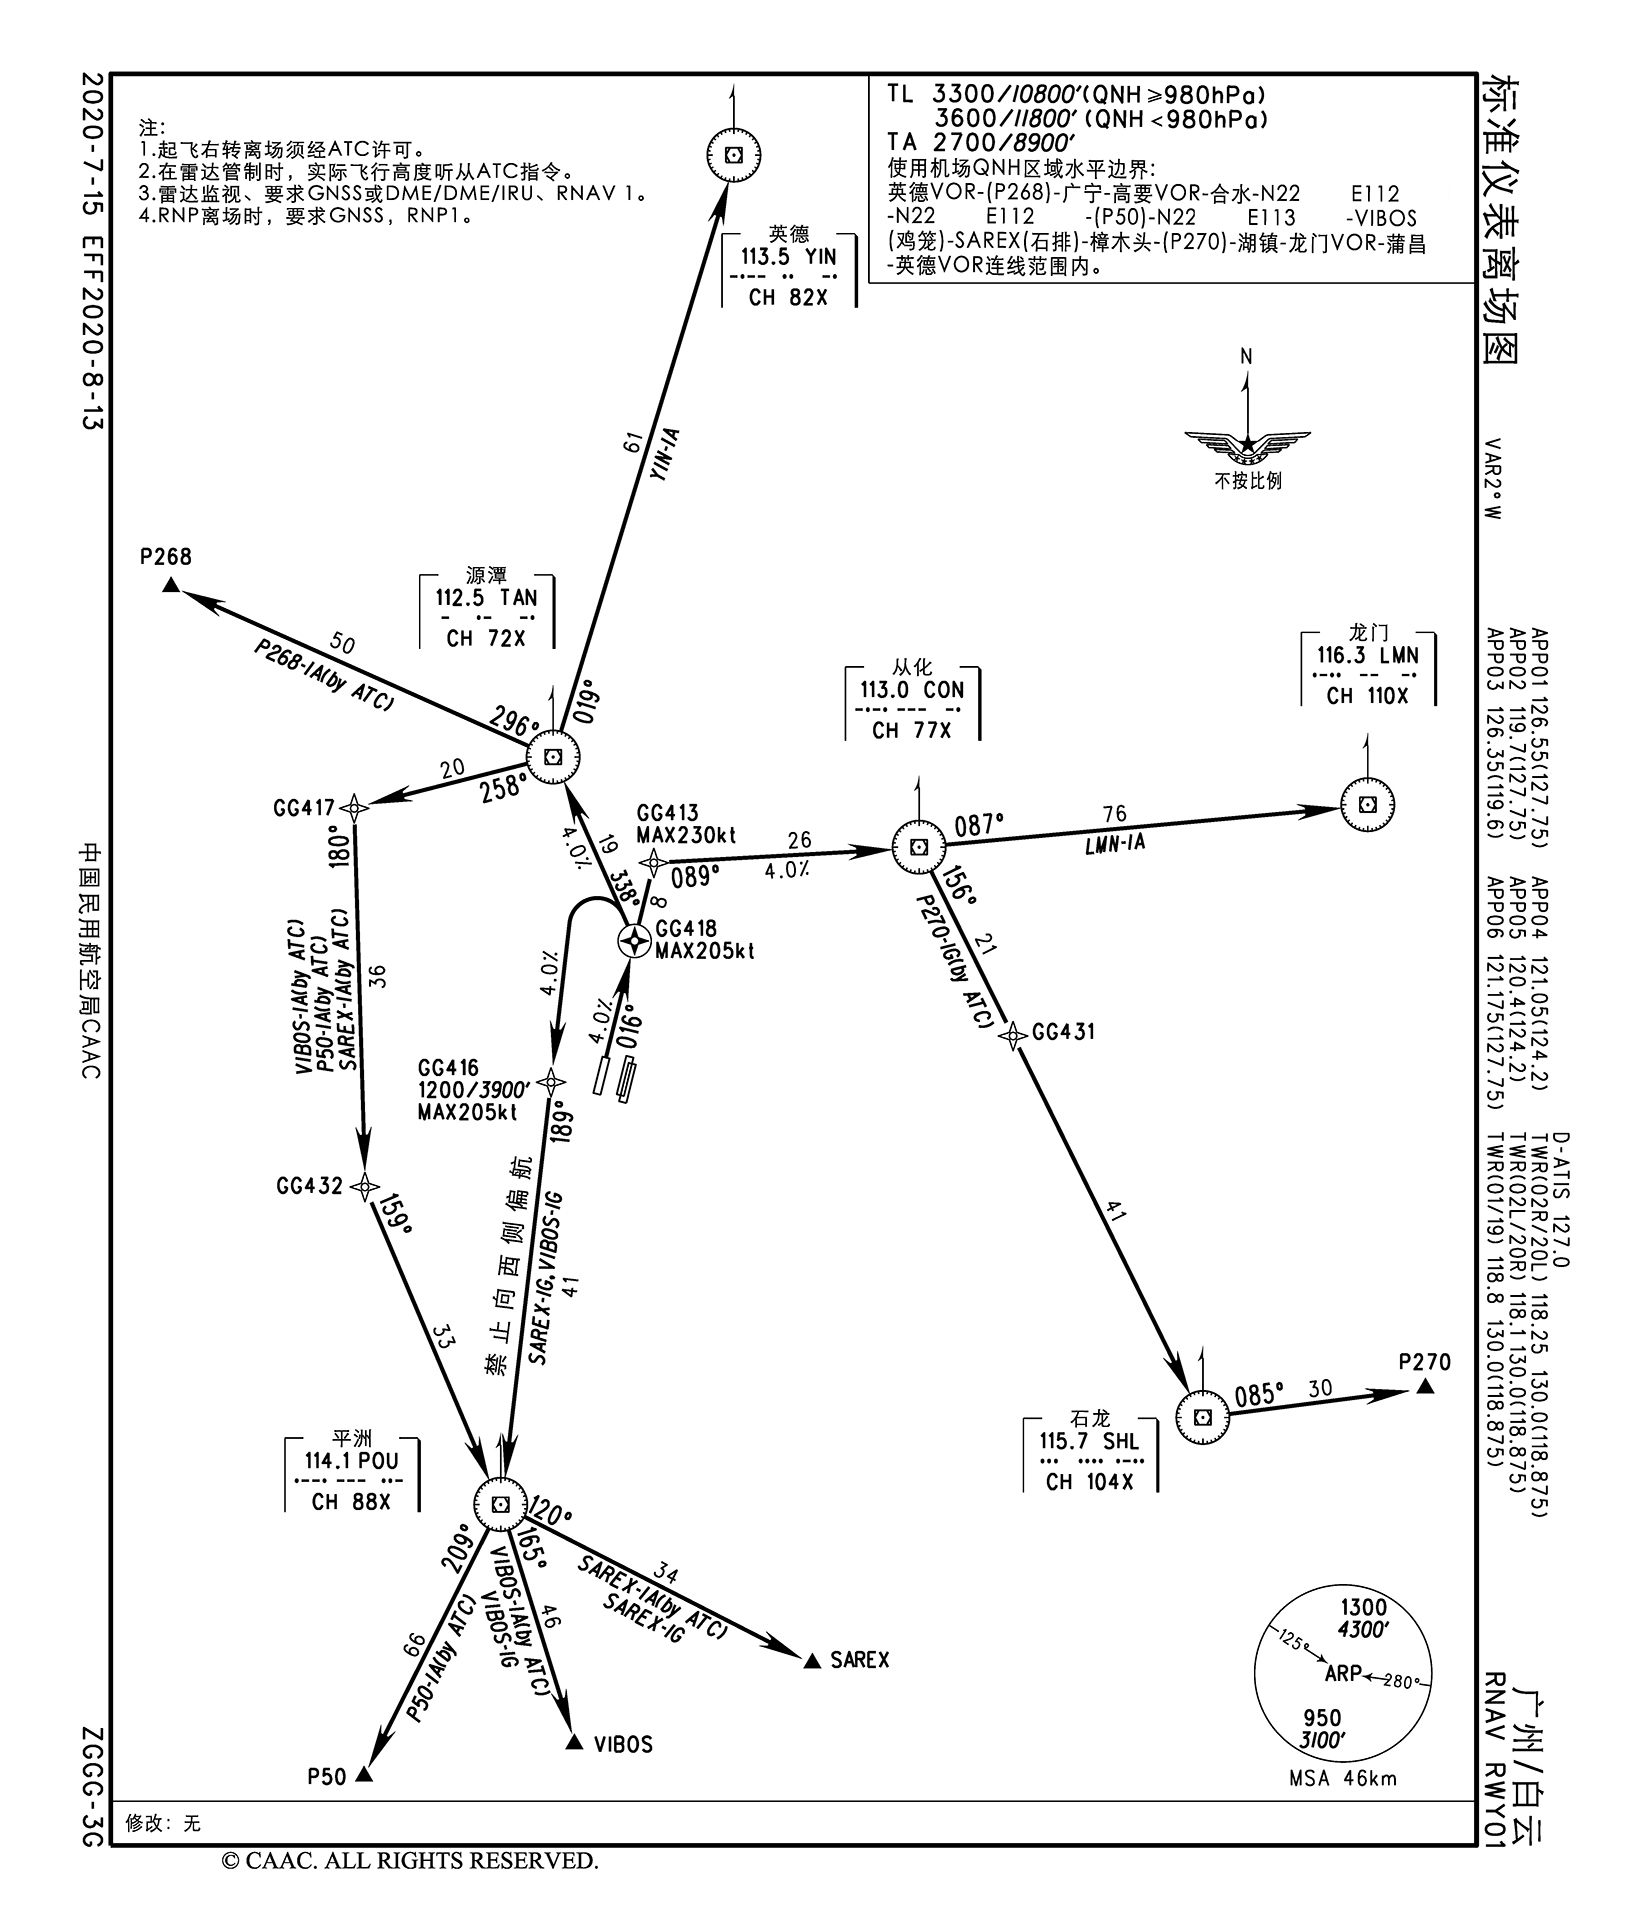 标准仪表离场图
VAR2°W
APP01 126.55(127.75)
APP02 119.7(127.75)
APP03 126.35(119.6)
APP04 121.05(124.2)
APP05 120.4(124.2)
APP06 121.175(127.75)
D-ATIS 127.0
TWR(02R/20L) 118.25 130.0(118.875)
TWR(02L/20R) 118.1 130.0(118.875)
TWR(01/19) 118.8 130.0(118.875)
广州/白云
RNAV RWY01
2020-7-15 EFF2020-8-13
中国民用航空局CAAC
ZGGG-3G
注:
1.起飞右转离场须经ATC许可。
2.在雷达管制时，实际飞行高度听从ATC指令。
3.雷达监视、要求GNSS或DME/DME/IRU、RNAV 1。
4.RNP离场时，要求GNSS，RNP1。
TL 3300/10800′(QNH≥980hPa)
3600/11800′ (QNH<980hPa)
TA 2700/8900′
使用机场QNH区域水平边界:
英德VOR-(P268)-广宁-高要VOR-合水-N22 E112
-N22 E112 -(P50)-N22 E113 -VIBOS
(鸡笼)-SAREX(石排)-樟木头-(P270)-湖镇-龙门VOR-蒲昌
-英德VOR连线范围内。
英德
113.5 YIN
CH 82X
N
不按比例
61
YIN-1A
P268
50
P268-1A(by ATC)
源潭
112.5 TAN
CH 72X
296°
019°
258°
20
GG417
180°
36
VIBOS-1A(by ATC)
P50-1A(by ATC)
SAREX-1A(by ATC)
19
4.0%
338°
GG413
MAX230kt
089°
26
4.0%
8
GG418
MAX205kt
4.0%
4.0%
016°
GG416
1200/3900′
MAX205kt
189°
禁止向西侧偏航
SAREX-1G,VIBOS-1G
41
GG432
159°
33
从化
113.0 CON
CH 77X
087°
76
LMN-1A
龙门
116.3 LMN
CH 110X
156°
21
P270-1G(by ATC)
GG431
41
石龙
115.7 SHL
CH 104X
085°
30
P270
平洲
114.1 POU
CH 88X
120°
34
SAREX-1A(by ATC)
SAREX-1G
SAREX
165°
46
VIBOS-1A(by ATC)
VIBOS-1G
VIBOS
209°
66
P50-1A(by ATC)
P50
1300
4300′
125°
ARP
280°
950
3100′
MSA 46km
修改: 无
© CAAC. ALL RIGHTS RESERVED.